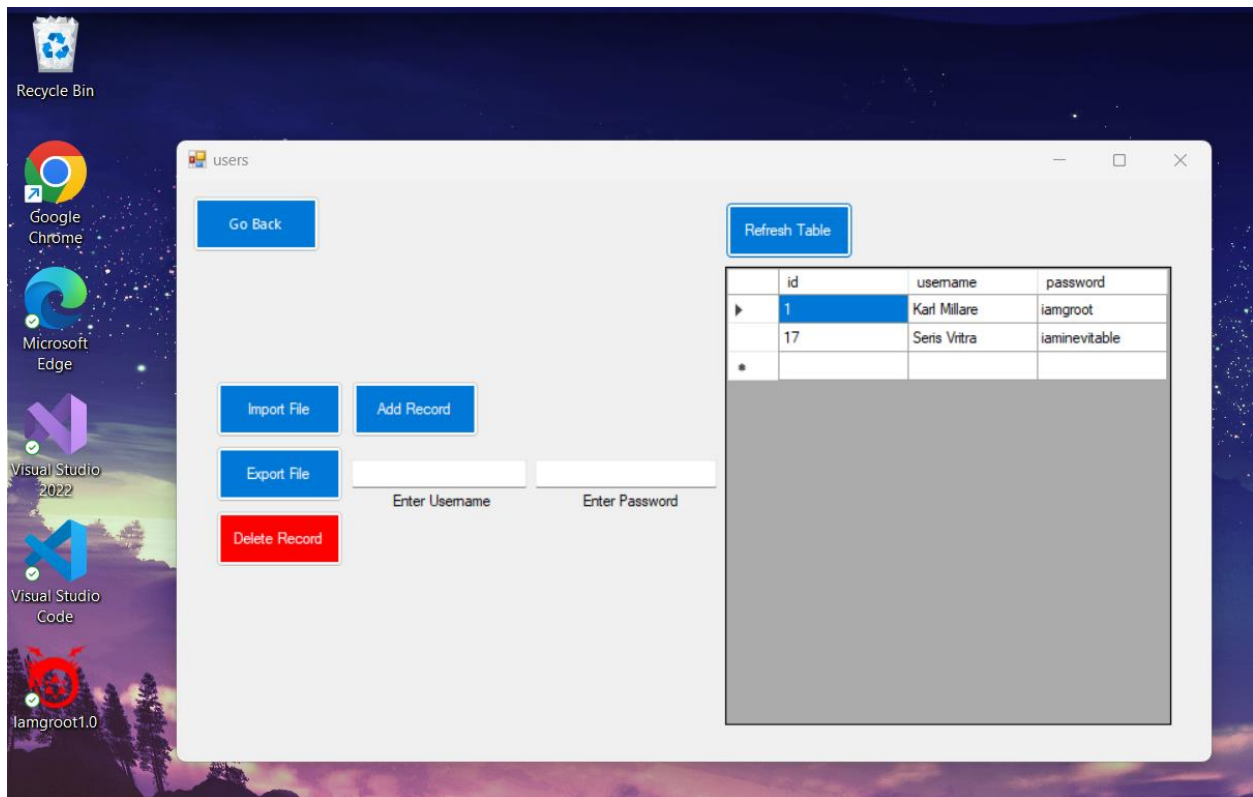 Recycle Bin
Google
Chrome
Microsoft
Edge
Visual Studio
2022
Visual Studio
Code
Iamgroot1.0
users
Go Back
Refresh Table
id username password
1 Karl Millare iamgroot
17 Seris Vritra iaminevitable
Import File Add Record
Export File
Enter Username Enter Password
Delete Record